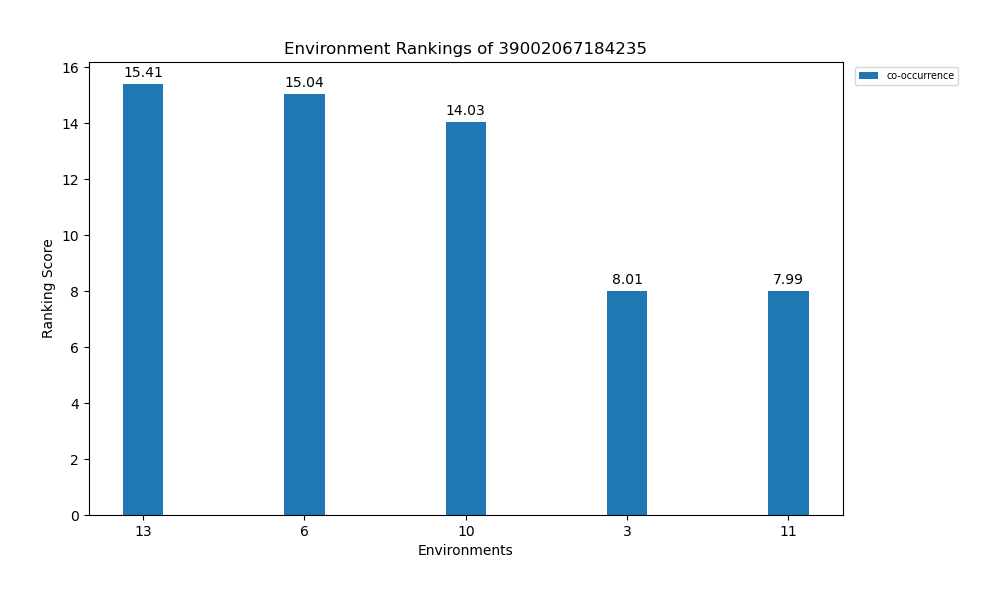 Environment Rankings of 39002067184235
co-occurrence
Ranking Score
16
14
12
10
8
6
4
2
0
15.41
15.04
14.03
8.01
7.99
13 6 10 3 11
Environments